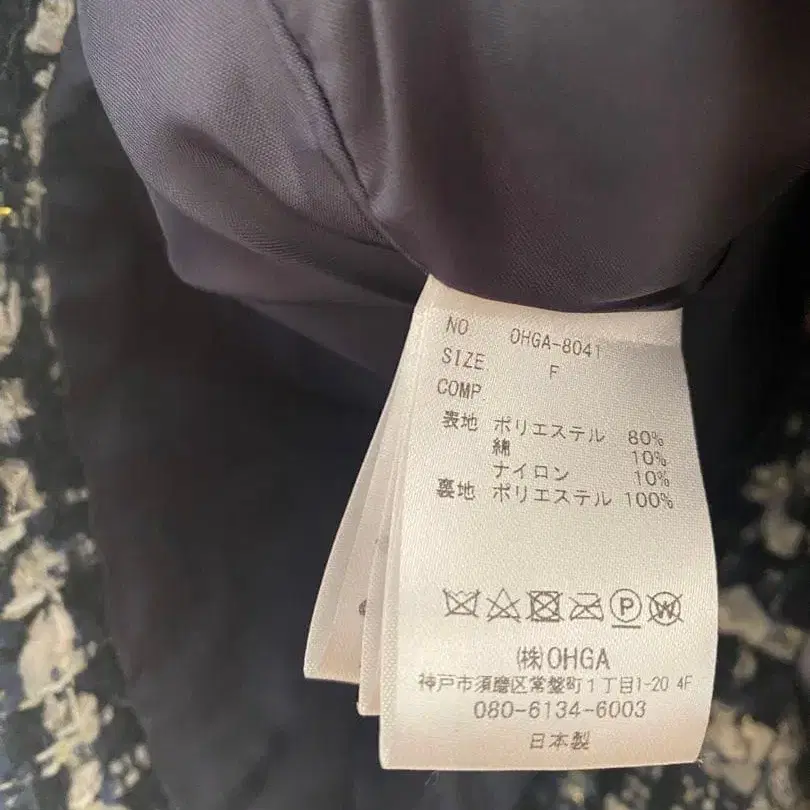 NO OHGA-8041
SIZE F
COMP
表地 ポリエステル 80%
綿 10%
ナイロン 10%
裏地 ポリエステル 100%
P W
(株)OHGA
神戸市須磨区常盤町1丁目1-20 4F
080-6134-6003
日本製